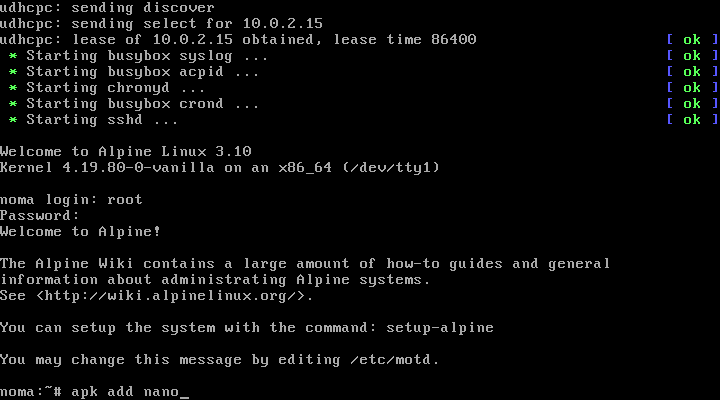 udhcpc: sending discover
udhcpc: sending select for 10.0.2.15
udhcpc: lease of 10.0.2.15 obtained, lease time 86400 [ ok ]
* Starting busybox syslog ... [ ok ]
* Starting busybox acpid ... [ ok ]
* Starting chronyd ... [ ok ]
* Starting busybox crond ... [ ok ]
* Starting sshd ... [ ok ]
Welcome to Alpine Linux 3.10
Kernel 4.19.80-0-vanilla on an x86_64 (/dev/tty1)
noma login: root
Password:
Welcome to Alpine!
The Alpine Wiki contains a large amount of how-to guides and general
information about administrating Alpine systems.
See <http://wiki.alpinelinux.org/>.
You can setup the system with the command: setup-alpine
You may change this message by editing /etc/motd.
noma:~# apk add nano_